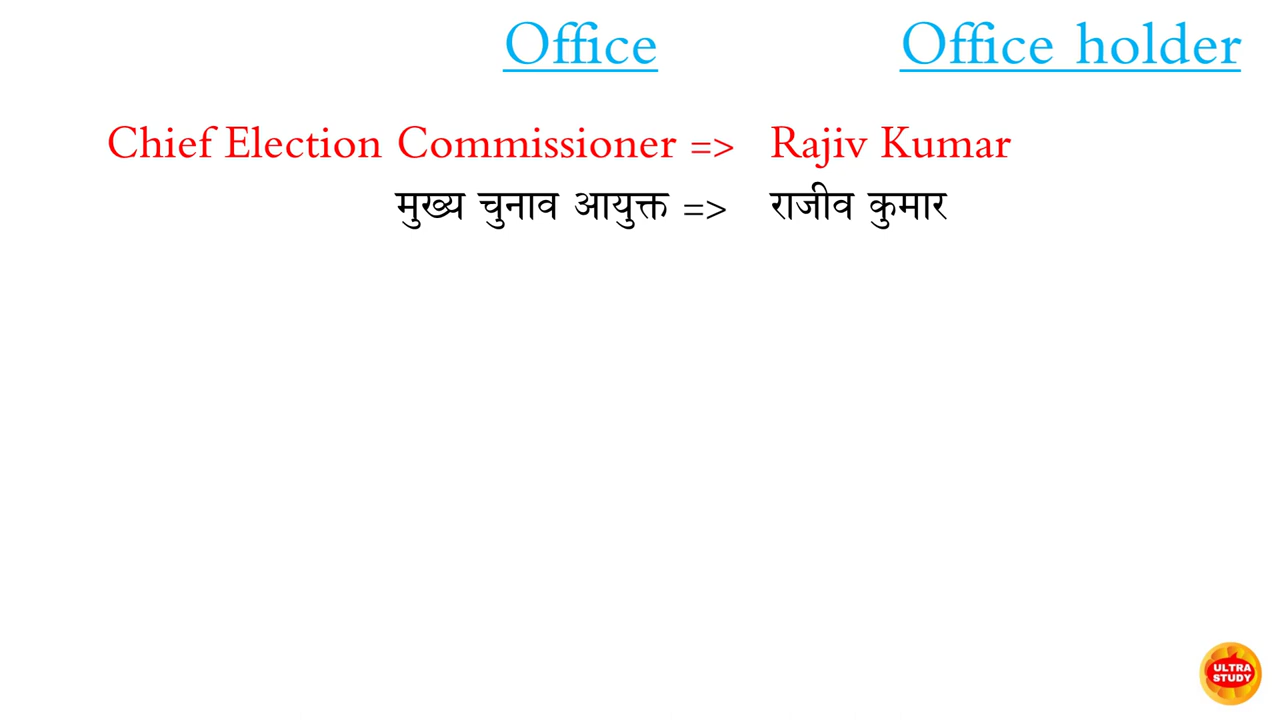 Office Office holder
Chief Election Commissioner => Rajiv Kumar
मुख्य चुनाव आयुक्त => राजीव कुमार
ULTRA
STUDY